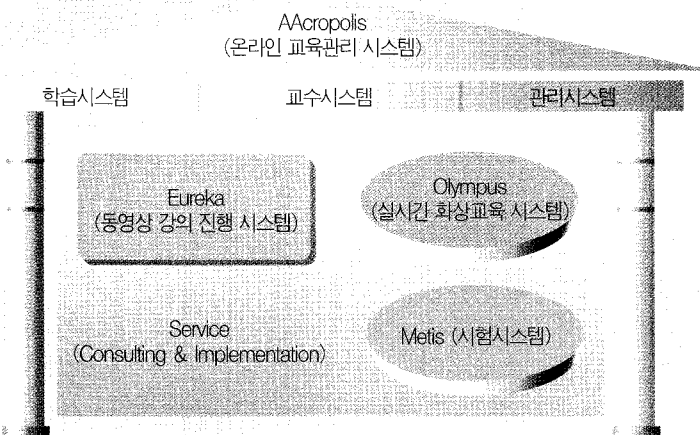 AAcropolis
(온라인 교육관리 시스템)
학습시스템 교수시스템 관리시스템
Eureka
(동영상 강의 진행 시스템)
Olympus
(실시간 화상교육 시스템)
Service
(Consulting & Implementation)
Metis (시험시스템)